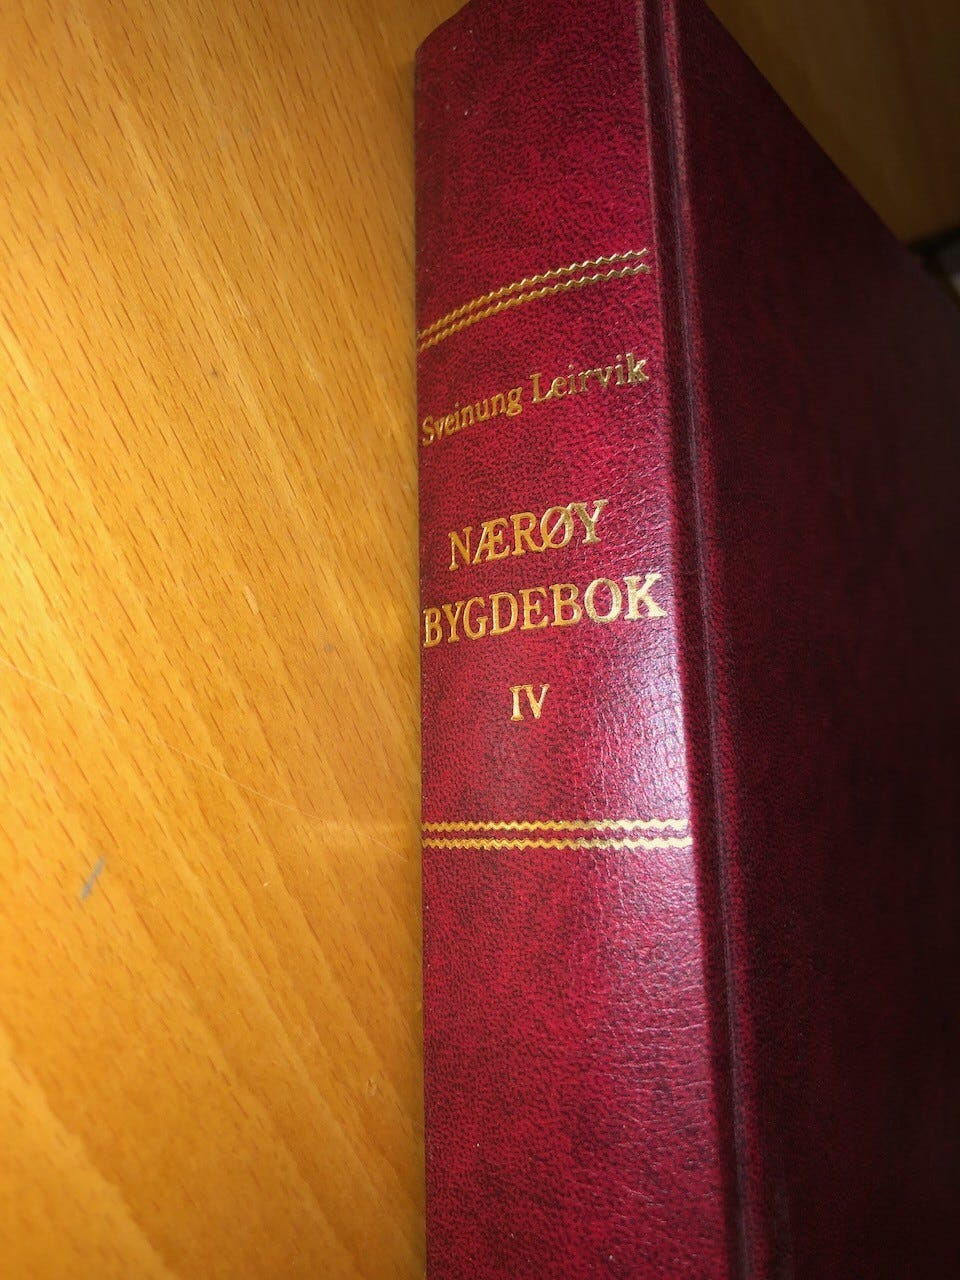 Sveinung Leirvik
NÆRØY
BYGDEBOK
IV